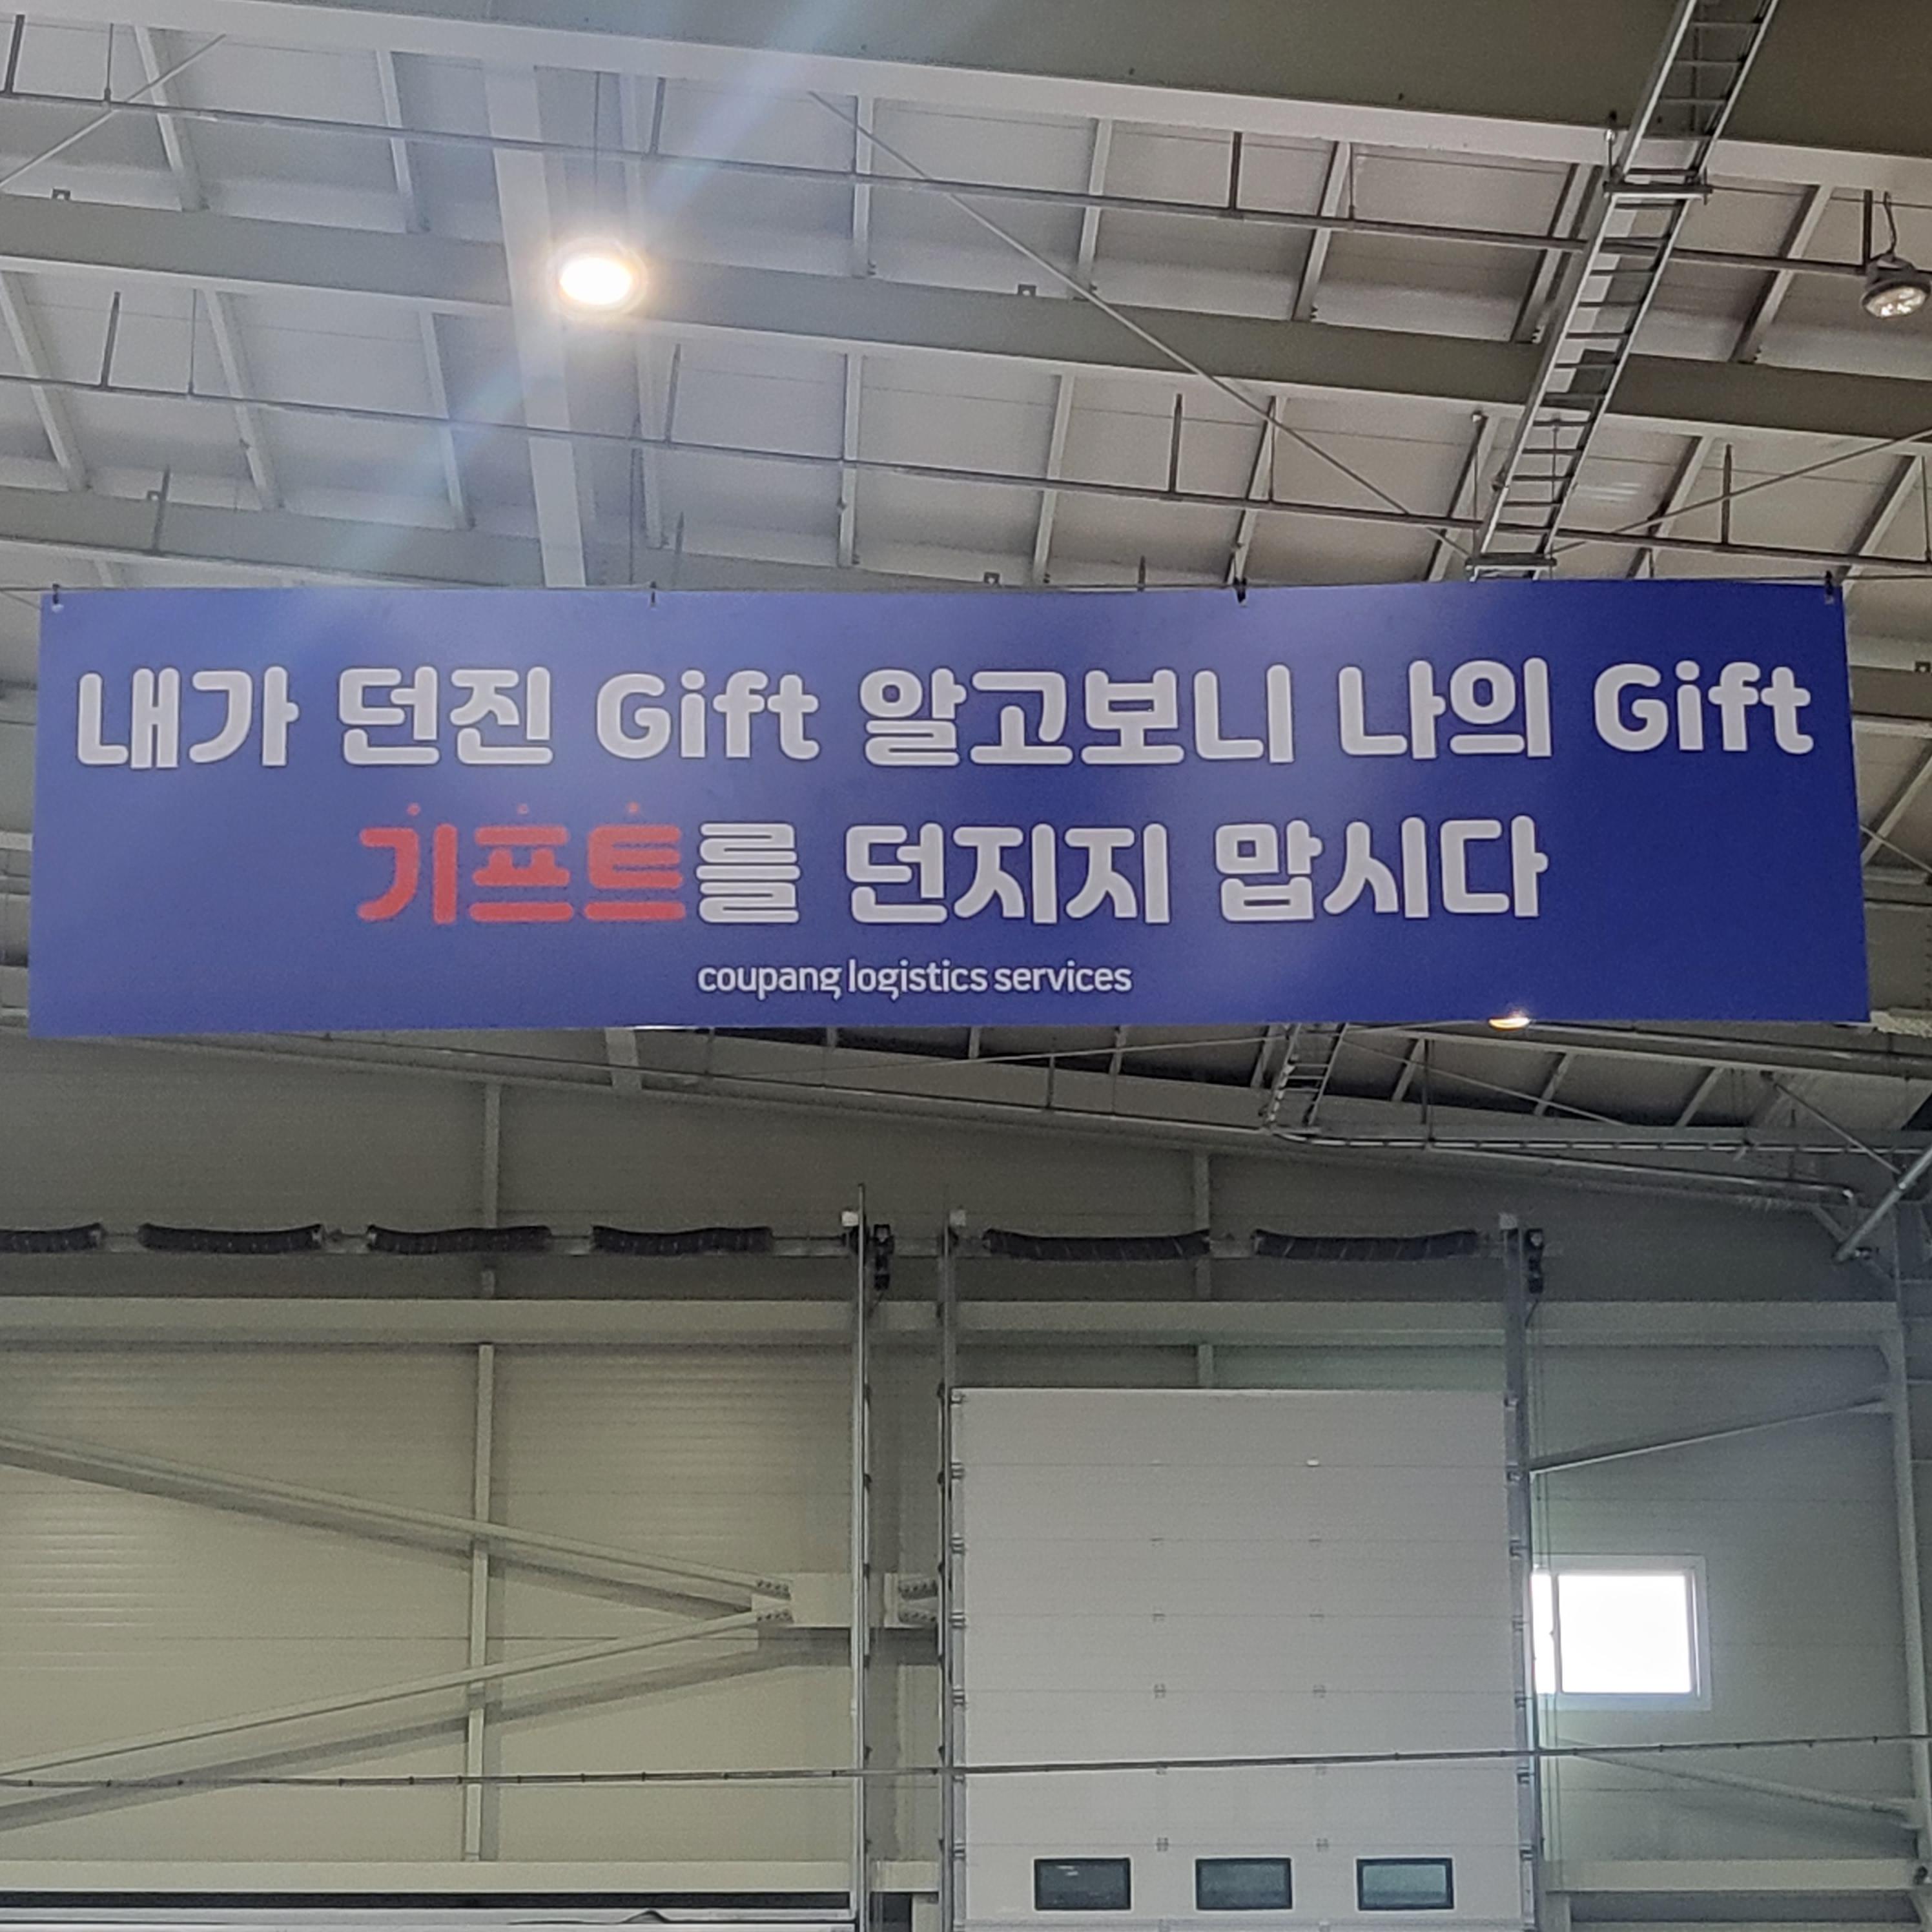 내가 던진 Gift 알고보니 나의 Gift
기프트를 던지지 맙시다
coupang logistics services